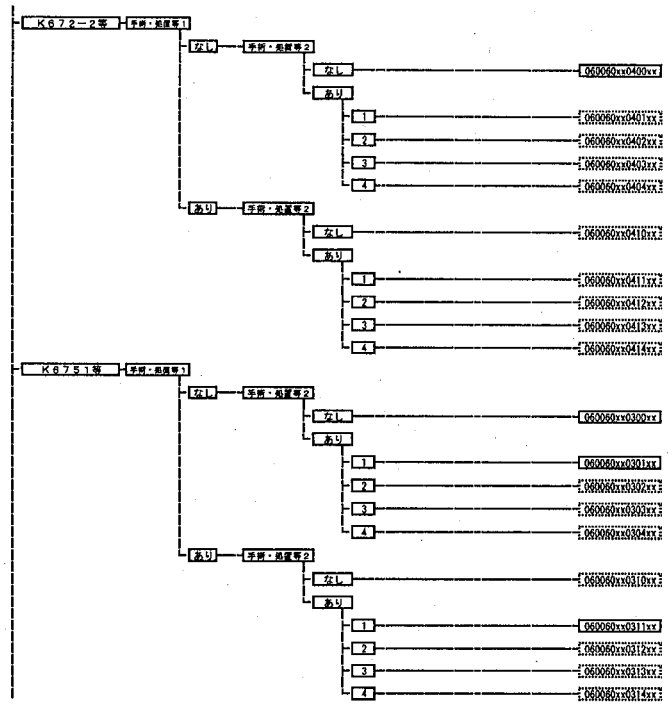 K672-2等 手術・処置等1
なし 手術・処置等2
なし 060060xx0400xx
あり
1 060060xx0401xx
2 060060xx0402xx
3 060060xx0403xx
4 060060xx0404xx
あり 手術・処置等2
なし 060060xx0410xx
あり
1 060060xx0411xx
2 060060xx0412xx
3 060060xx0413xx
4 060060xx0414xx
K6751等 手術・処置等1
なし 手術・処置等2
なし 060060xx0300xx
あり
1 060060xx0301xx
2 060060xx0302xx
3 060060xx0303xx
4 060060xx0304xx
あり 手術・処置等2
なし 060060xx0310xx
あり
1 060060xx0311xx
2 060060xx0312xx
3 060060xx0313xx
4 060060xx0314xx